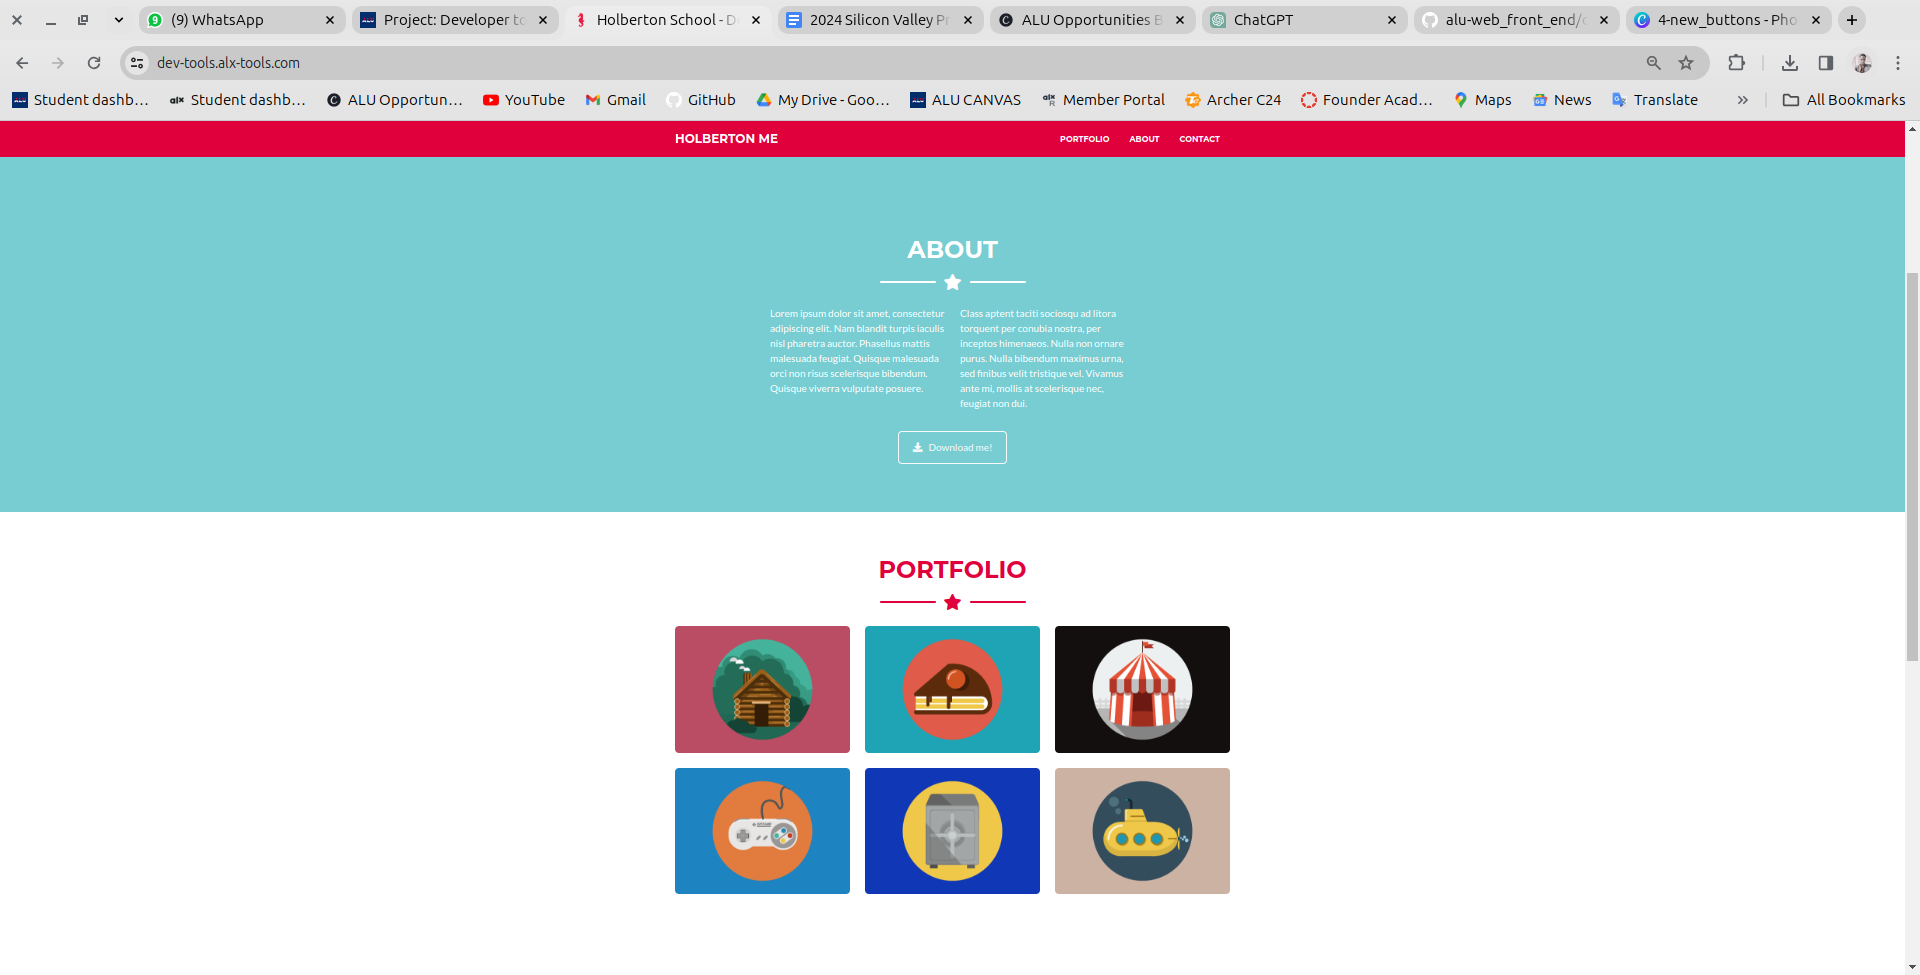 (9) WhatsApp
Project: Developer to
Holberton School - D
2024 Silicon Valley Pr
ALU Opportunities B
ChatGPT
alu-web_front_end/
4-new_buttons - Pho
dev-tools.alx-tools.com
Student dashb...
alx Student dashb...
ALU Opportun...
YouTube
Gmail
GitHub
My Drive - Goo...
ALU CANVAS
Member Portal
Archer C24
Founder Acad...
Maps
News
Translate
»
All Bookmarks
HOLBERTON ME
PORTFOLIO ABOUT CONTACT
ABOUT
Lorem ipsum dolor sit amet, consectetur
adipiscing elit. Nam blandit turpis iaculis
nisl pharetra auctor. Phasellus mattis
malesuada feugiat. Quisque malesuada
orci non risus scelerisque bibendum.
Quisque viverra vulputate posuere.
Class aptent taciti sociosqu ad litora
torquent per conubia nostra, per
inceptos himenaeos. Nulla non ornare
purus. Nulla bibendum maximus urna,
sed finibus velit tristique vel. Vivamus
ante mi, mollis at scelerisque nec,
feugiat non dui.
Download me!
PORTFOLIO